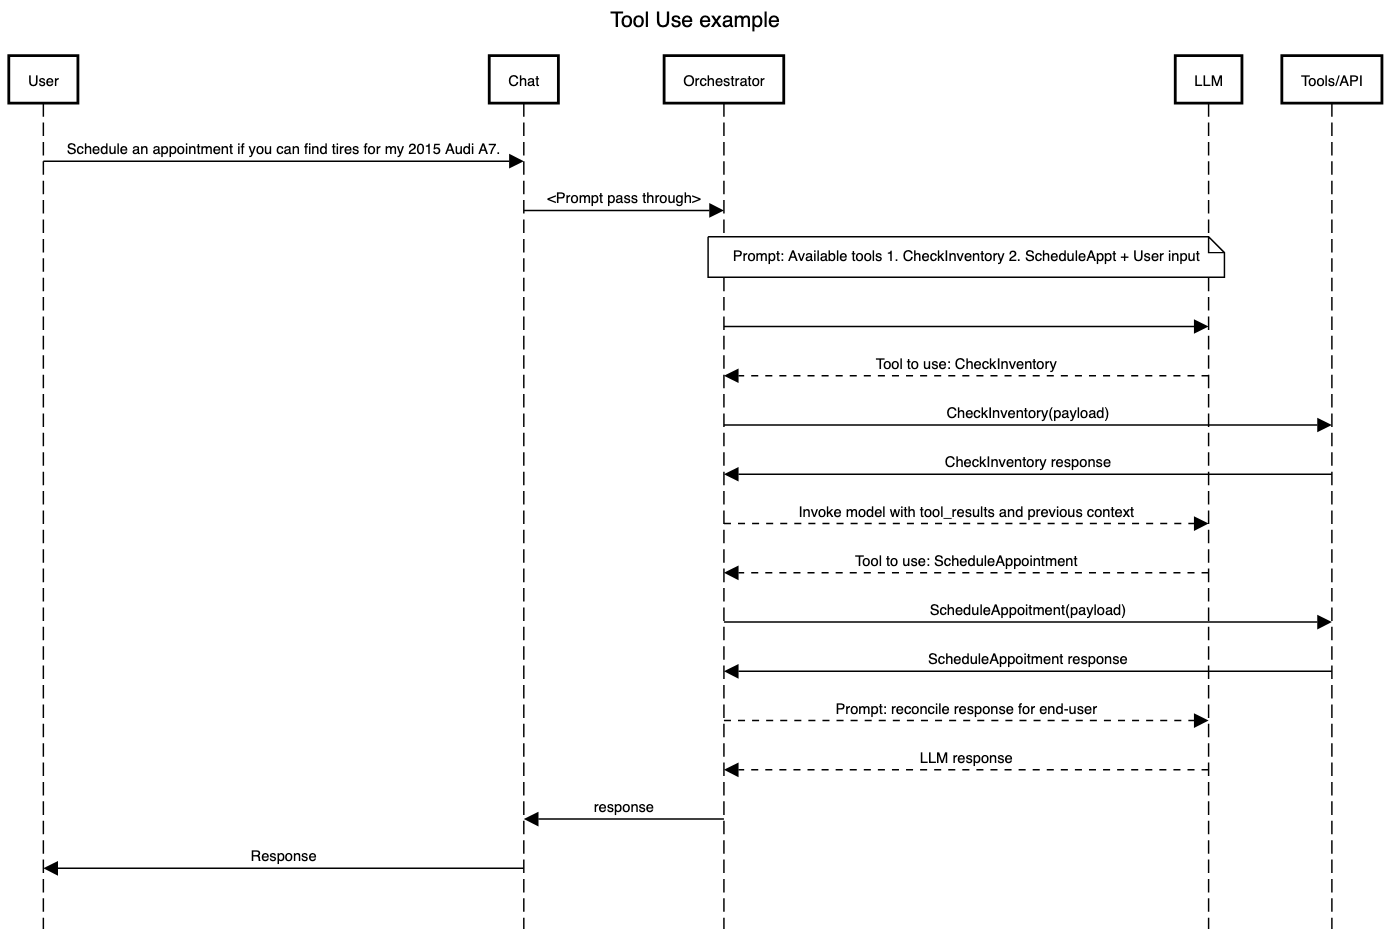 Tool Use example
User
Chat
Orchestrator
LLM
Tools/API
Schedule an appointment if you can find tires for my 2015 Audi A7.
<Prompt pass through>
Prompt: Available tools 1. CheckInventory 2. ScheduleAppt + User input
Tool to use: CheckInventory
CheckInventory(payload)
CheckInventory response
Invoke model with tool_results and previous context
Tool to use: ScheduleAppointment
ScheduleAppoitment(payload)
ScheduleAppoitment response
Prompt: reconcile response for end-user
LLM response
response
Response